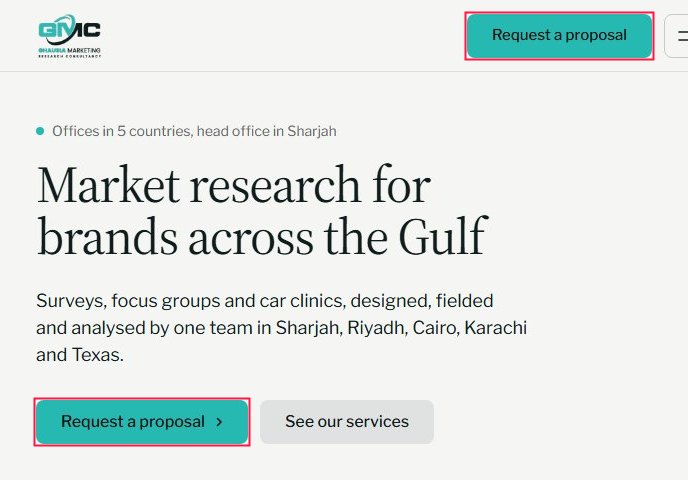 GMC
GHAUSIA MARKETING
RESEARCH CONSULTANCY
Request a proposal
Offices in 5 countries, head office in Sharjah
Market research for
brands across the Gulf
Surveys, focus groups and car clinics, designed, fielded
and analysed by one team in Sharjah, Riyadh, Cairo, Karachi
and Texas.
Request a proposal
See our services